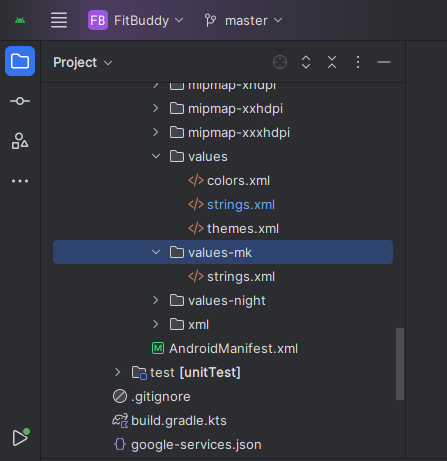 FB FitBuddy master
Project
mipmap-xhdpi
mipmap-xxhdpi
mipmap-xxxhdpi
values
colors.xml
strings.xml
themes.xml
values-mk
strings.xml
values-night
xml
M AndroidManifest.xml
test [unitTest]
.gitignore
build.gradle.kts
google-services.json